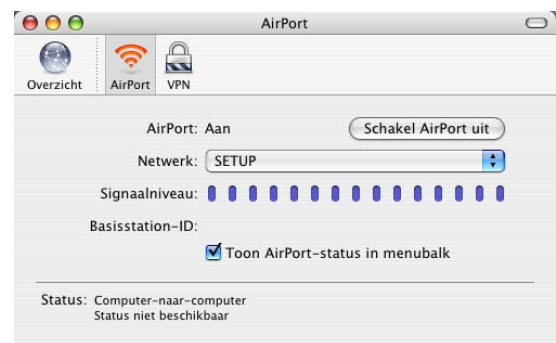 AirPort
Overzicht AirPort VPN
AirPort: Aan Schakel AirPort uit
Netwerk: SETUP
Signaalniveau:
Basisstation-ID:
Toon AirPort-status in menubalk
Status: Computer-naar-computer
Status niet beschikbaar